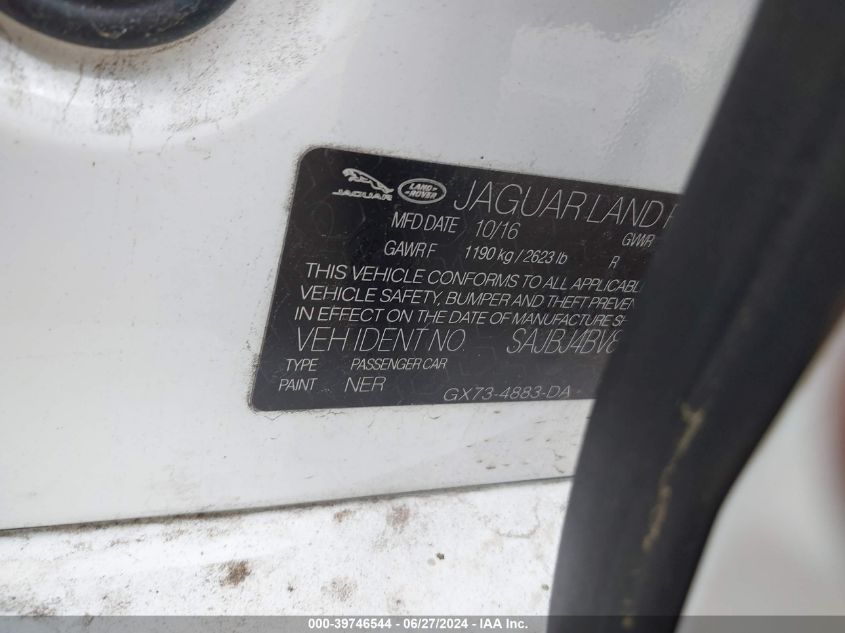 JAGUAR LAND-ROVER JAGUAR LAND
MFD DATE 10/16 GVWR
GAWR F 1190 kg / 2623 lb R
THIS VEHICLE CONFORMS TO ALL
VEHICLE SAFETY, BUMPER AND THEFT
IN EFFECT ON THE DATE OF MANUFACTURE
VEH IDENT NO. SAJBJ4BV8
TYPE PASSENGER CAR
PAINT NER
GX73-4883-DA
000-39746544 / 06/27/2024 - IAA Inc.